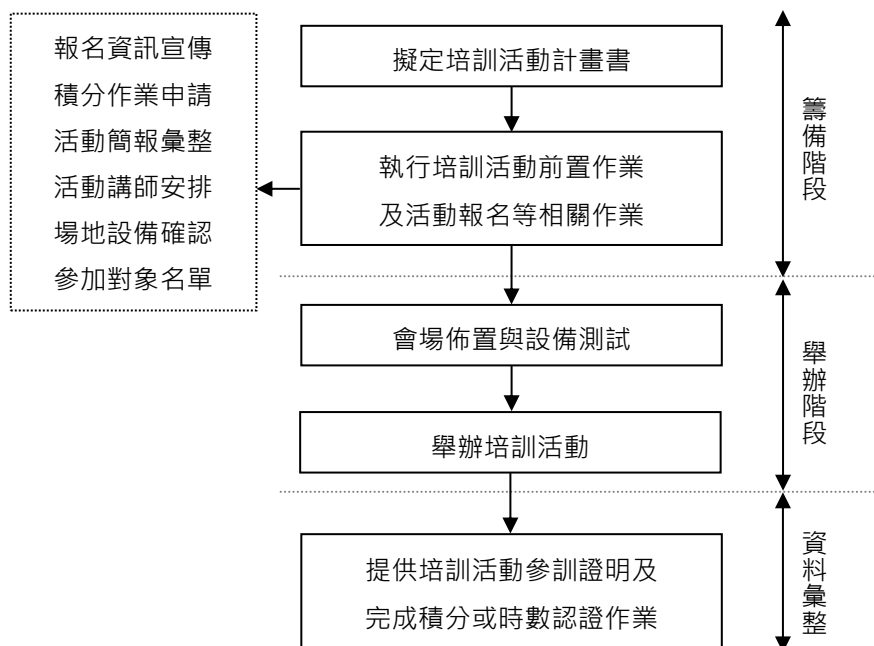 報名資訊宣傳
積分作業申請
活動簡報彙整
活動講師安排
場地設備確認
參加對象名單
擬定培訓活動計畫書
執行培訓活動前置作業
及活動報名等相關作業
籌備階段
會場佈置與設備測試
舉辦培訓活動
舉辦階段
提供培訓活動參訓證明及
完成積分或時數認證作業
資料彙整